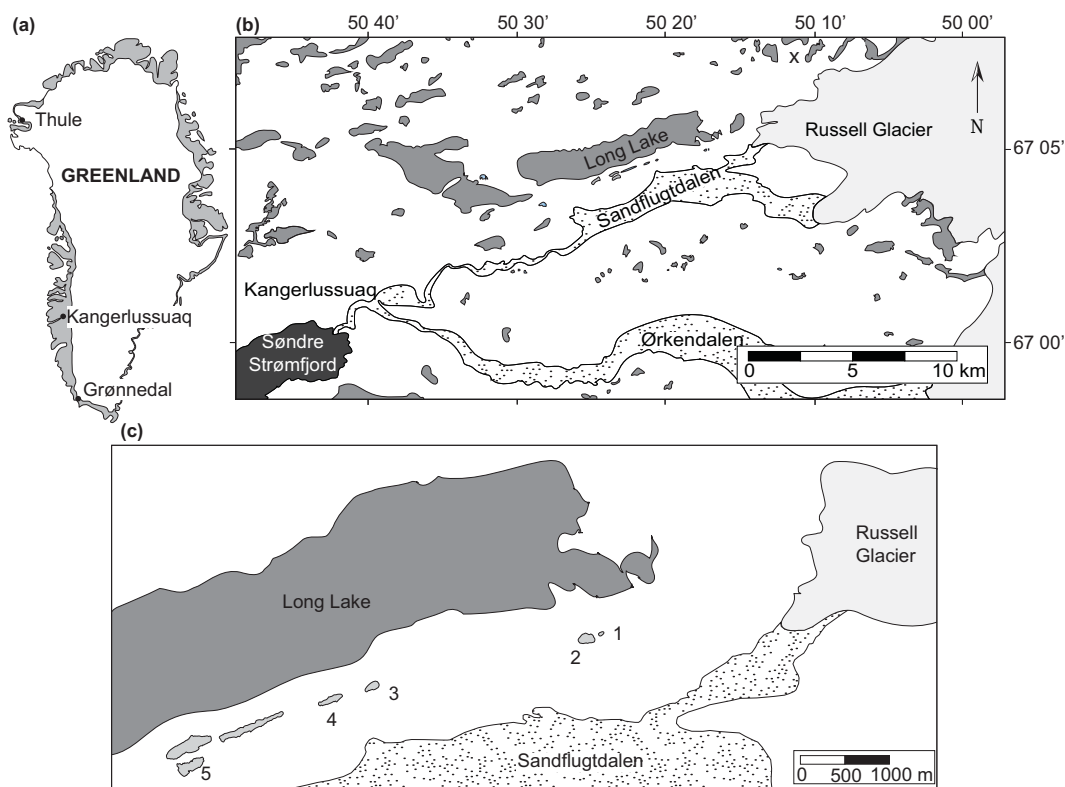 (a)
Thule
GREENLAND
Kangerlussuaq
Grønnedal
(b)
50 40’ 50 30’ 50 20’ 50 10’ 50 00’
x
N
Russell Glacier
67 05’
Long Lake
Sandflugtdalen
Kangerlussuaq
Søndre
Strømfjord
Ørkendalen
67 00’
0 5 10 km
(c)
Russell
Glacier
Long Lake
1
2
3
4
5
Sandflugtdalen
0 500 1000 m